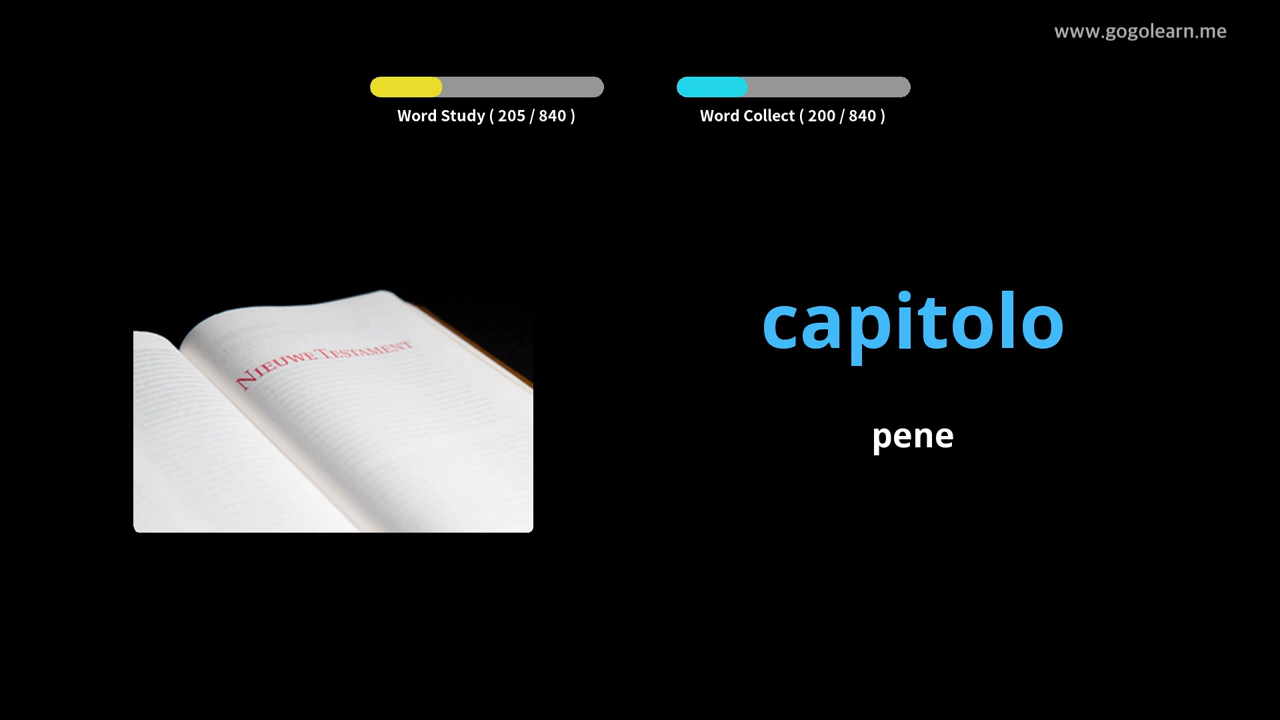 www.gogolearn.me
Word Study ( 205 / 840 )
Word Collect ( 200 / 840 )
NIEUWE TESTAMENT
capitolo
pene